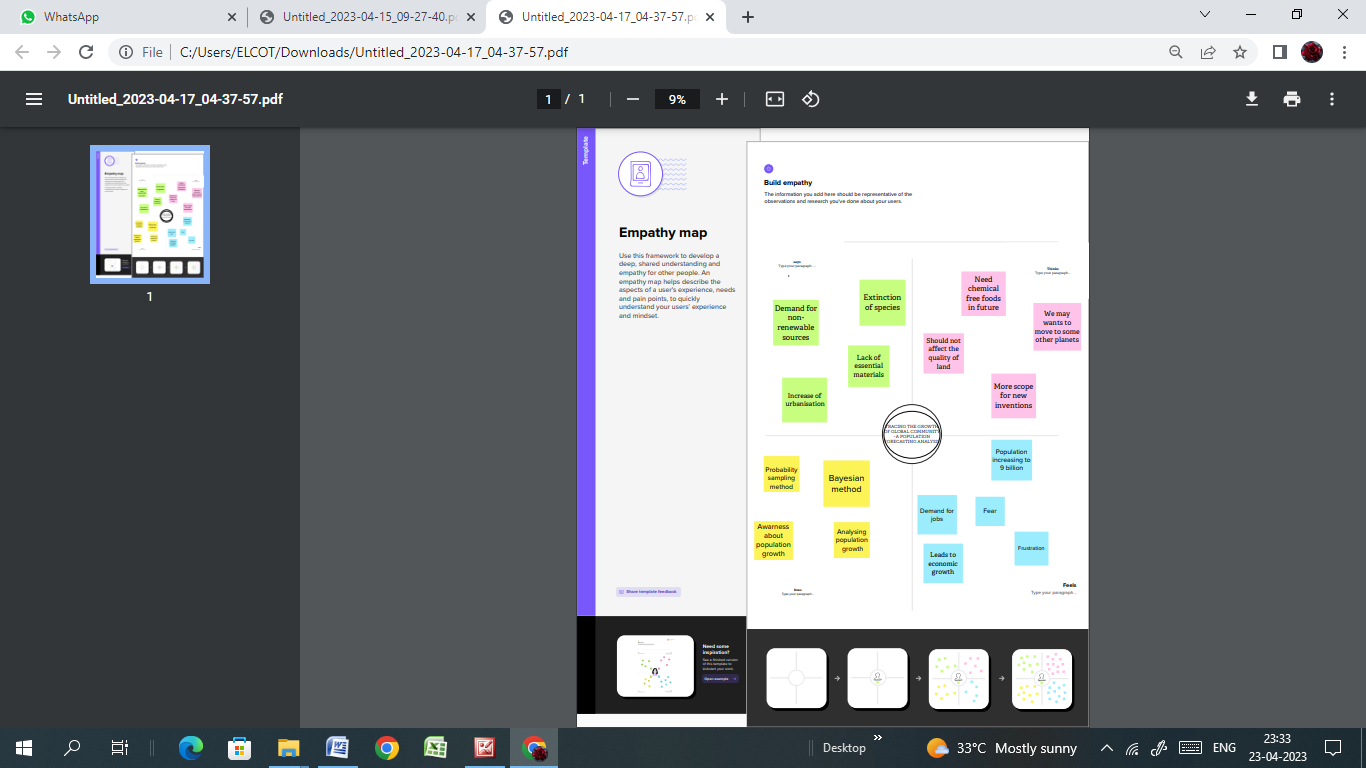 WhatsApp
Untitled_2023-04-15_09-27-40.p
Untitled_2023-04-17_04-37-57.p
File
C:/Users/ELCOT/Downloads/Untitled_2023-04-17_04-37-57.pdf
Untitled_2023-04-17_04-37-57.pdf
1 / 1
9%
1
Template
Empathy map
Use this framework to develop a
deep, shared understanding and
empathy for other people. An
empathy map helps describe the
aspects of a user's experience, needs
and pain points, to quickly
understand your users' experience
and mindset.
Share template feedback
Need some
inspiration?
See a finished version
of this template to
kickstart your work.
Open example
Build empathy
The information you add here should be representative of the
observations and research you've done about your users.
Says
Type your paragraph...
Demand for
non-
renewable
sources
Extinction
of species
Lack of
essential
materials
Increase of
urbanisation
Thinks
Type your paragraph...
Need
chemical
free foods
in future
We may
wants to
move to some
other planets
Should not
affect the
quality of
land
More scope
for new
inventions
TRACING THE GROWTH
OF GLOBAL COMMUNITY
- A POPULATION
FORECASTING ANALYSIS
Probability
sampling
method
Bayesian
method
Awarness
about
population
growth
Analysing
population
growth
Does
Type your paragraph...
Population
increasing to
9 billion
Demand for
jobs
Fear
Frustration
Leads to
economic
growth
Feels
Type your paragraph...
Desktop
33°C Mostly sunny
ENG
23:33
23-04-2023